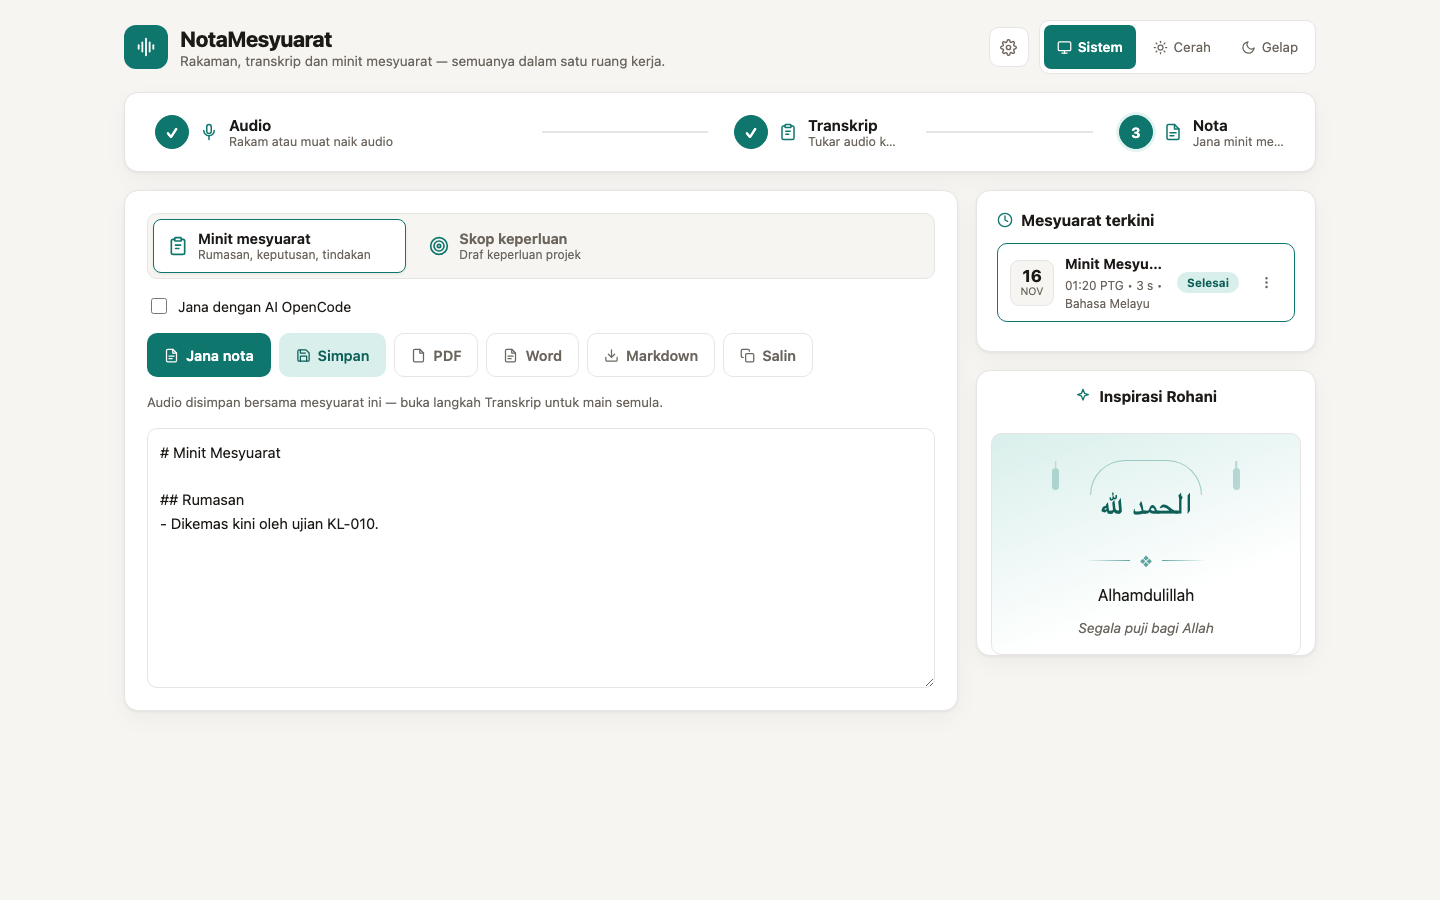 NotaMesyuarat
Rakaman, transkrip dan minit mesyuarat — semuanya dalam satu ruang kerja.
Sistem
Cerah
Gelap
Audio
Rakam atau muat naik audio
Transkrip
Tukar audio k...
3
Nota
Jana minit me...
Minit mesyuarat
Rumasan, keputusan, tindakan
Skop keperluan
Draf keperluan projek
Jana dengan AI OpenCode
Jana nota
Simpan
PDF
Word
Markdown
Salin
Audio disimpan bersama mesyuarat ini — buka langkah Transkrip untuk main semula.
# Minit Mesyuarat
## Rumasan
- Dikemas kini oleh ujian KL-010.
Mesyuarat terkini
16
NOV
Minit Mesyu...
01:20 PTG • 3 s •
Bahasa Melayu
Selesai
Inspirasi Rohani
الحمد لله
Alhamdulillah
Segala puji bagi Allah